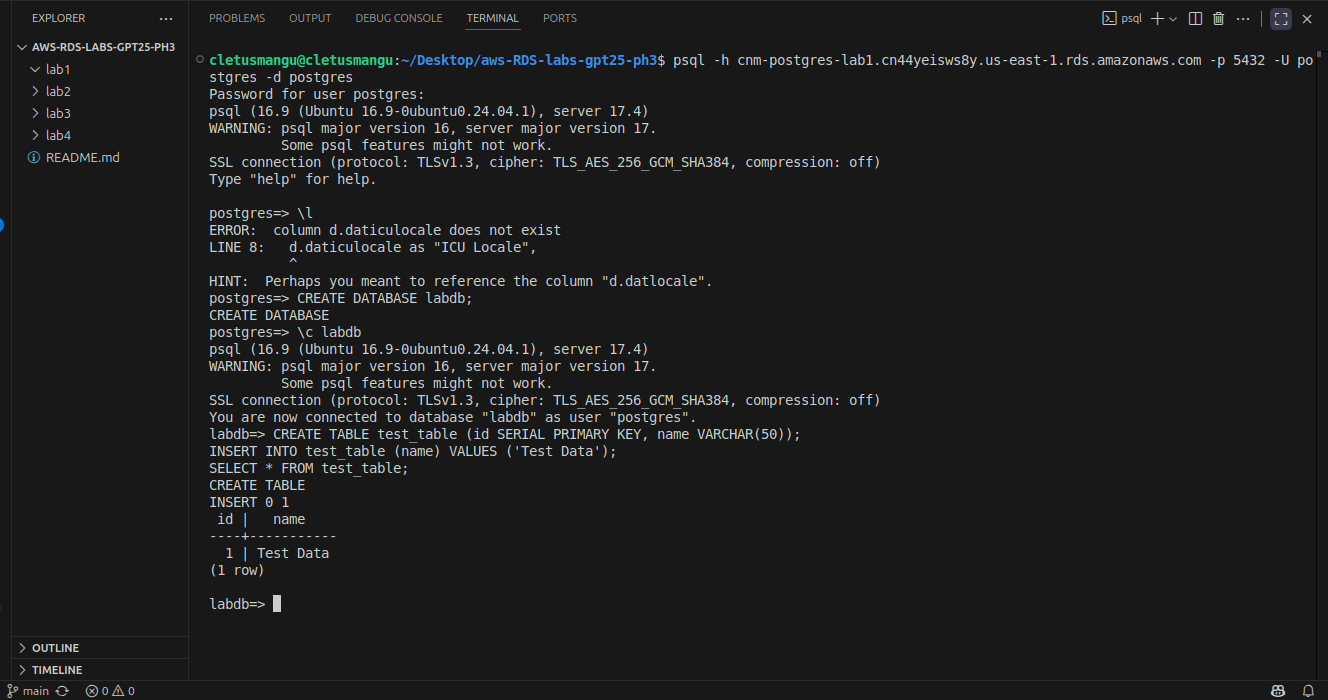 EXPLORER
PROBLEMS OUTPUT DEBUG CONSOLE TERMINAL PORTS
psql
AWS-RDS-LABS-GPT25-PH3
lab1
lab2
lab3
lab4
README.md
cletusmangu@cletusmangu:~/Desktop/aws-RDS-labs-gpt25-ph3$ psql -h cnm-postgres-lab1.cn44yeisws8y.us-east-1.rds.amazonaws.com -p 5432 -U po
stgres -d postgres
Password for user postgres:
psql (16.9 (Ubuntu 16.9-0ubuntu0.24.04.1), server 17.4)
WARNING: psql major version 16, server major version 17.
         Some psql features might not work.
SSL connection (protocol: TLSv1.3, cipher: TLS_AES_256_GCM_SHA384, compression: off)
Type "help" for help.
postgres=> \l
ERROR:  column d.daticulocale does not exist
LINE 8:   d.daticulocale as "ICU Locale",
          ^
HINT:  Perhaps you meant to reference the column "d.datlocale".
postgres=> CREATE DATABASE labdb;
CREATE DATABASE
postgres=> \c labdb
psql (16.9 (Ubuntu 16.9-0ubuntu0.24.04.1), server 17.4)
WARNING: psql major version 16, server major version 17.
         Some psql features might not work.
SSL connection (protocol: TLSv1.3, cipher: TLS_AES_256_GCM_SHA384, compression: off)
You are now connected to database "labdb" as user "postgres".
labdb=> CREATE TABLE test_table (id SERIAL PRIMARY KEY, name VARCHAR(50));
INSERT INTO test_table (name) VALUES ('Test Data');
SELECT * FROM test_table;
CREATE TABLE
INSERT 0 1
 id |   name
----+-----------
  1 | Test Data
(1 row)
labdb=>
OUTLINE
TIMELINE
main 0 0